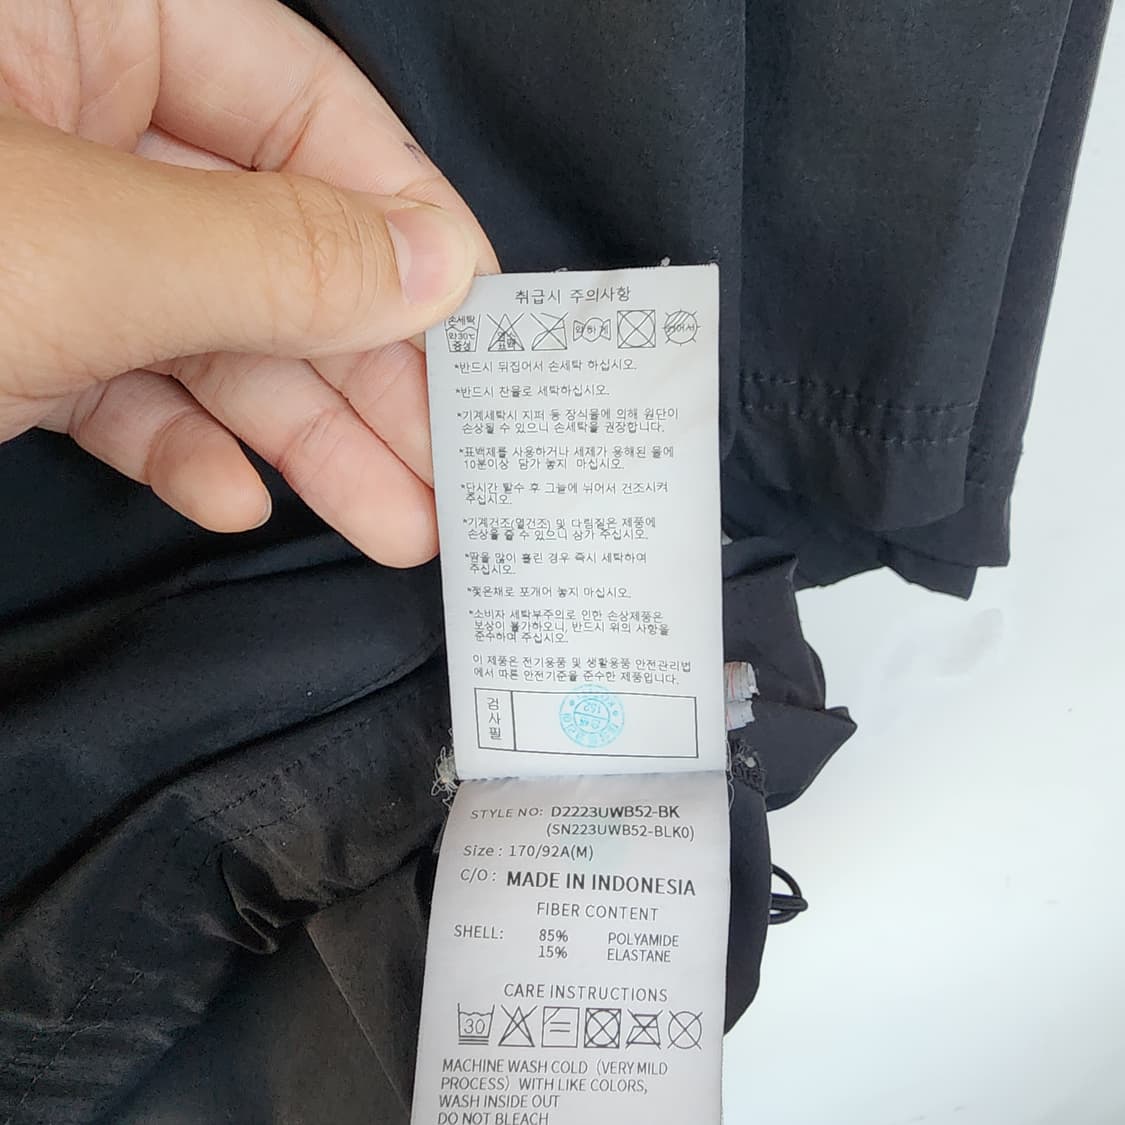 취급시 주의사항
손세탁
약30℃
중성
염소
표백
약하게
뉘어서
*반드시 뒤집어서 손세탁 하십시오.
*반드시 찬물로 세탁하십시오.
*기계세탁시 지퍼 등 장식물에 의해 원단이
손상될 수 있으니 손세탁을 권장합니다.
*표백제를 사용하거나 세제가 용해된 물에
10분이상 담가 놓지 마십시오.
*단시간 탈수 후 그늘에 뉘어서 건조시켜
주십시오.
*기계건조(열건조) 및 다림질은 제품에
손상을 줄 수 있으니 삼가 주십시오.
*땀을 많이 흘린 경우 즉시 세탁하여
주십시오.
*젖은채로 포개어 놓지 마십시오.
*소비자 세탁부주의로 인한 손상제품은
보상이 불가하오니, 반드시 위의 사항을
준수하여 주십시오.
이 제품은 전기용품 및 생활용품 안전관리법
에서 따른 안전기준을 준수한 제품입니다.
검
사
필
152
STYLE NO: D2223UWB52-BK
(SN223UWB52-BLK0)
Size : 170/92A(M)
C/O : MADE IN INDONESIA
FIBER CONTENT
SHELL: 85% POLYAMIDE
15% ELASTANE
CARE INSTRUCTIONS
30
MACHINE WASH COLD (VERY MILD
PROCESS) WITH LIKE COLORS,
WASH INSIDE OUT
DO NOT BLEACH